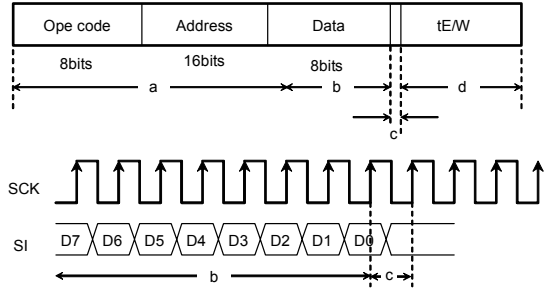 Ope code Address Data tE/W
8bits 16bits 8bits
a b d
c
SCK
SI D7 D6 D5 D4 D3 D2 D1 D0
b c